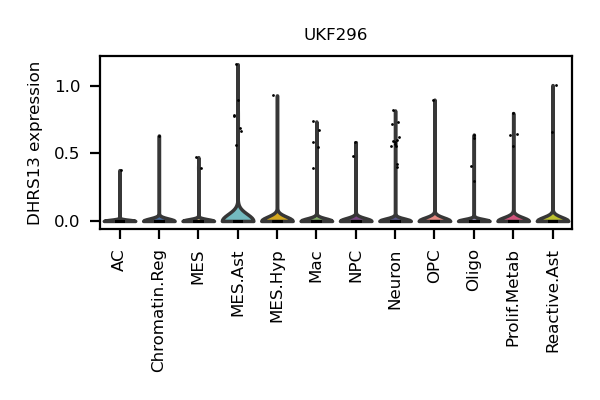 UKF296
DHRS13 expression
1.0
0.5
0.0
AC
Chromatin.Reg
MES
MES.Ast
MES.Hyp
Mac
NPC
Neuron
OPC
Oligo
Prolif.Metab
Reactive.Ast